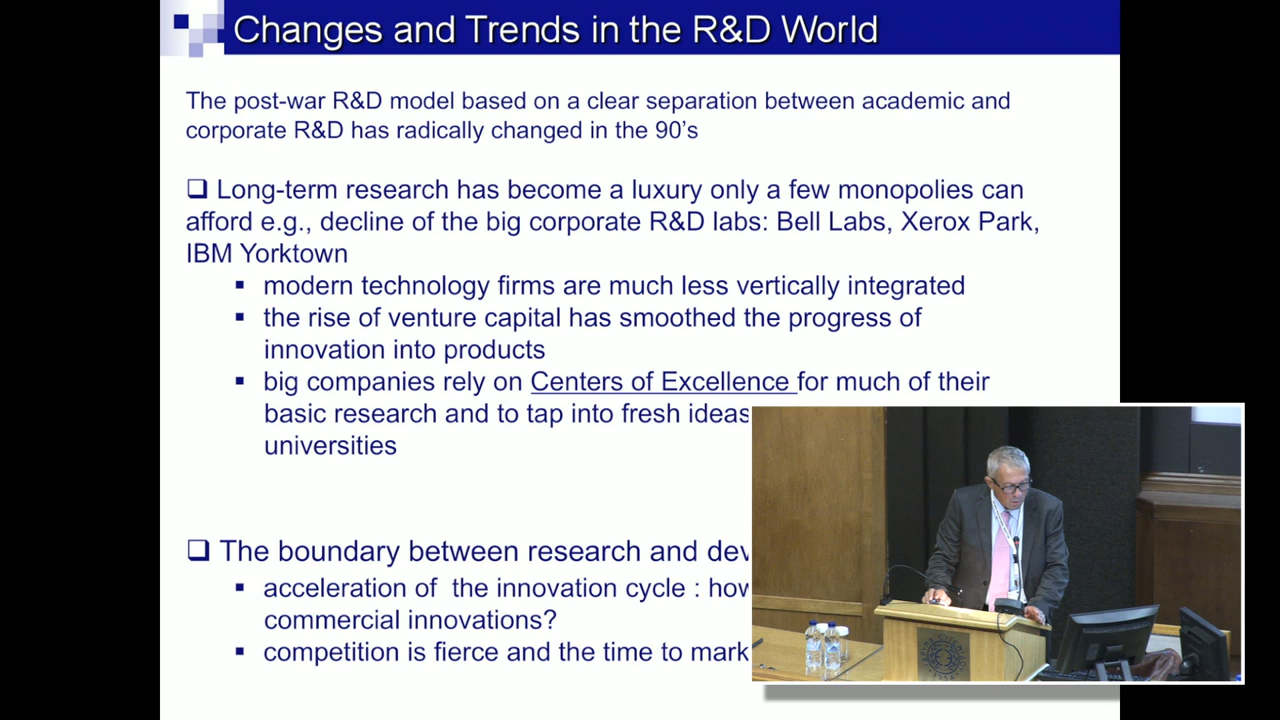 Changes and Trends in the R&D World
The post-war R&D model based on a clear separation between academic and
corporate R&D has radically changed in the 90's
❑ Long-term research has become a luxury only a few monopolies can
afford e.g., decline of the big corporate R&D labs: Bell Labs, Xerox Park,
IBM Yorktown
▪ modern technology firms are much less vertically integrated
▪ the rise of venture capital has smoothed the progress of
innovation into products
▪ big companies rely on Centers of Excellence for much of their
basic research and to tap into fresh ideas
universities
❑ The boundary between research and
▪ acceleration of the innovation cycle :
commercial innovations?
▪ competition is fierce and the time to